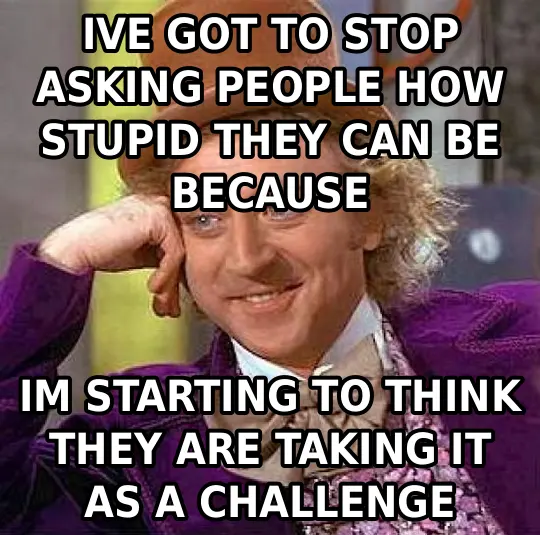 IVE GOT TO STOP
ASKING PEOPLE HOW
STUPID THEY CAN BE
BECAUSE
IM STARTING TO THINK
THEY ARE TAKING IT
AS A CHALLENGE